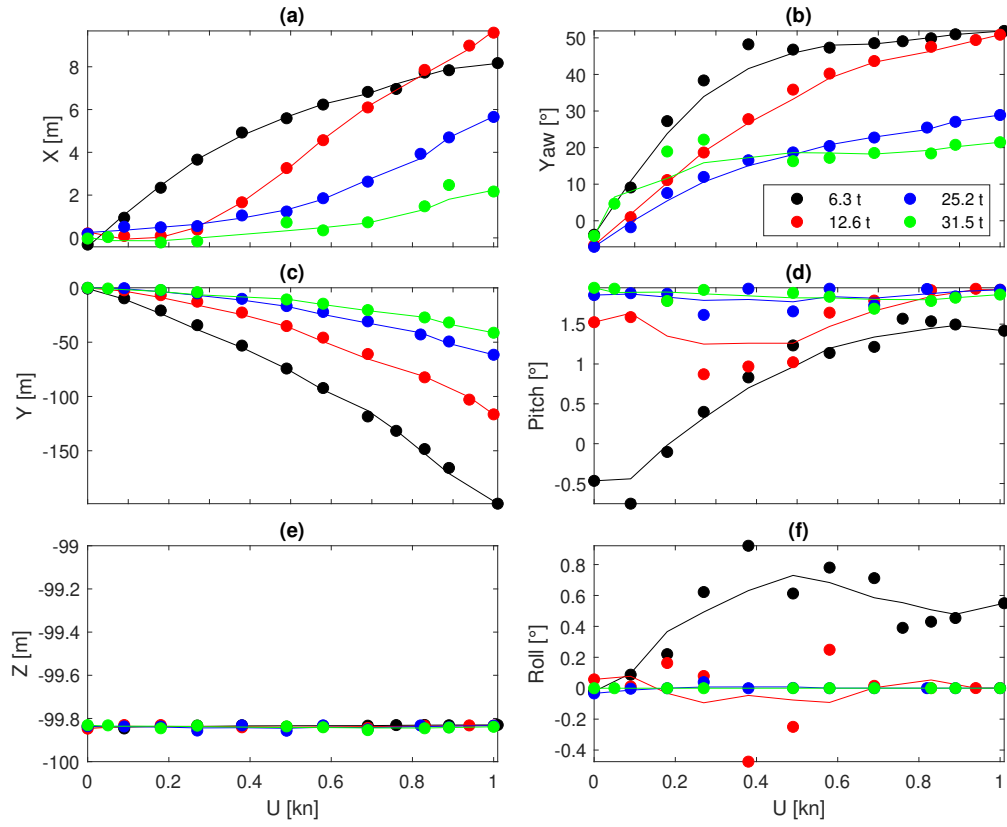 (a)
X [m]
8
6
4
2
0
(b)
Yaw [°]
50
40
30
20
10
0
6.3 t
25.2 t
12.6 t
31.5 t
(c)
Y [m]
0
-50
-100
-150
(d)
Pitch [°]
1.5
1
0.5
0
-0.5
(e)
Z [m]
-99
-99.2
-99.4
-99.6
-99.8
-100
0 0.2 0.4 0.6 0.8 1
U [kn]
(f)
Roll [°]
0.8
0.6
0.4
0.2
0
-0.2
-0.4
0 0.2 0.4 0.6 0.8 1
U [kn]